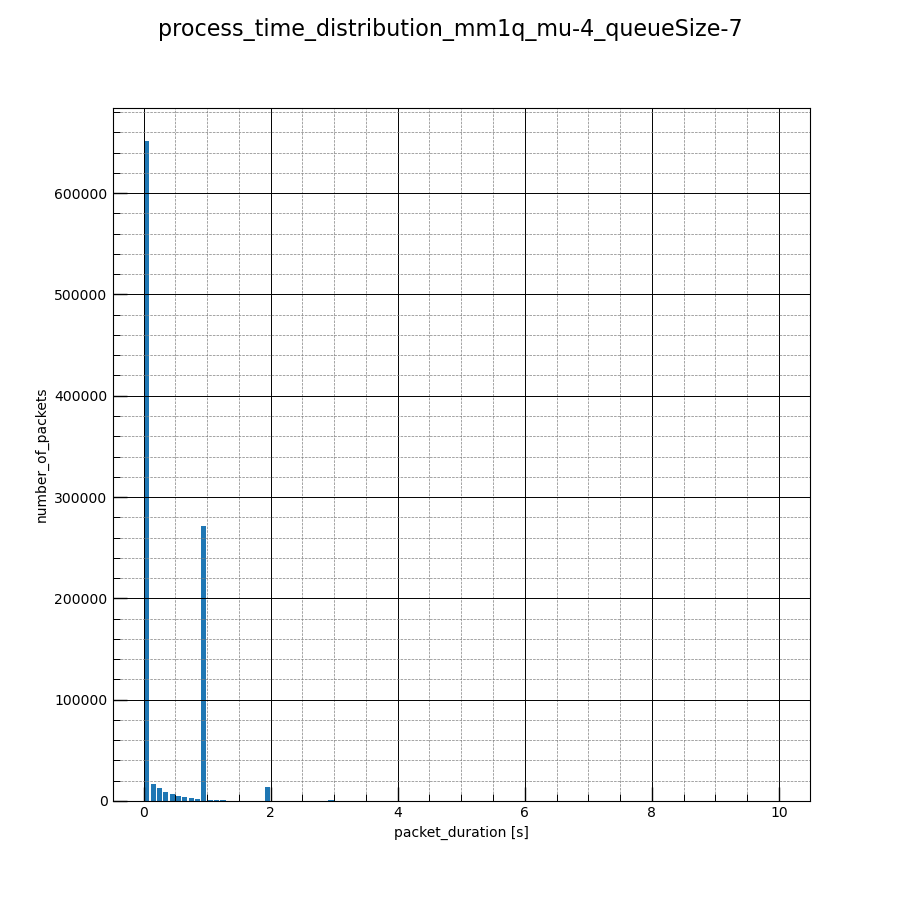 process_time_distribution_mm1q_mu-4_queueSize-7
number_of_packets
600000
500000
400000
300000
200000
100000
0
0 2 4 6 8 10
packet_duration [s]